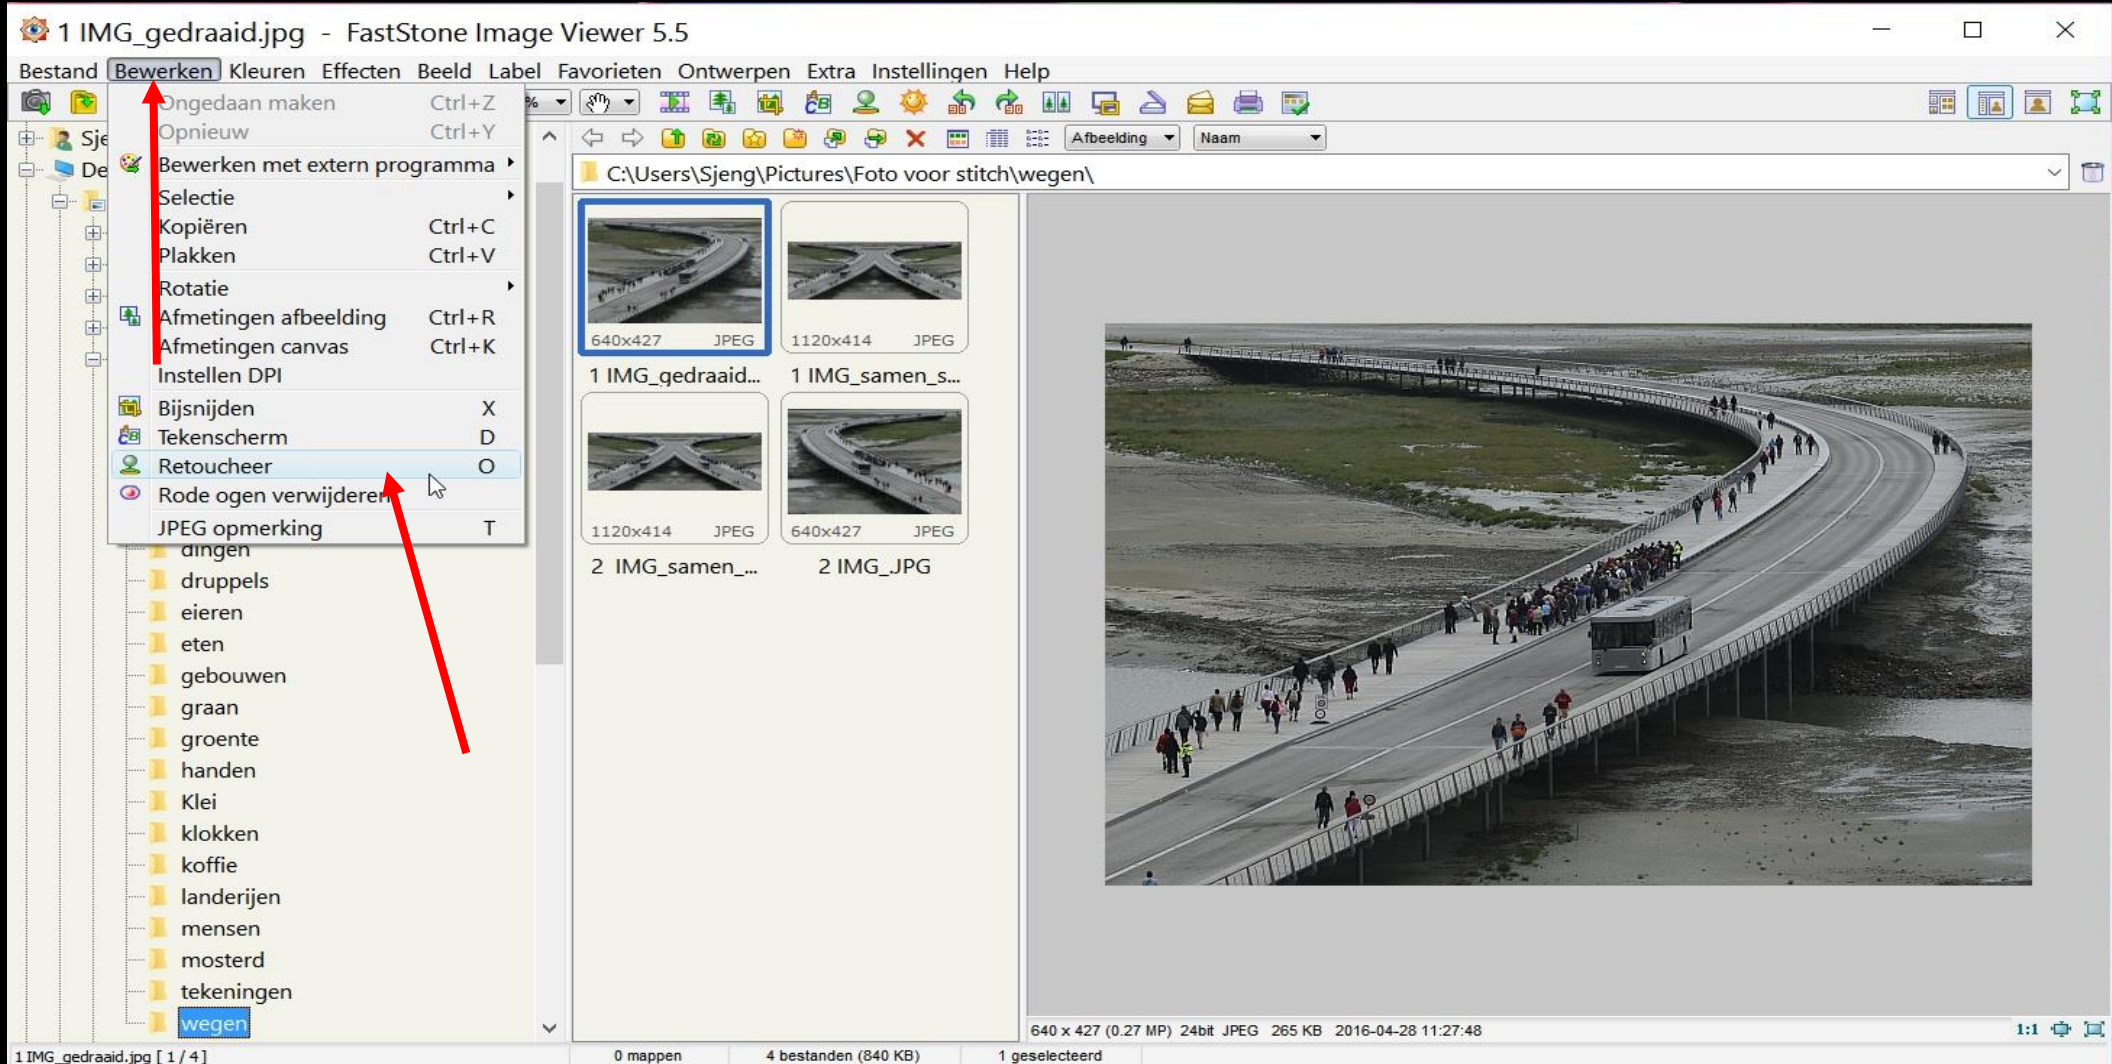 1 IMG_gedraaid.jpg - FastStone Image Viewer 5.5
Bestand Bewerken Kleuren Effecten Beeld Label Favorieten Ontwerpen Extra Instellingen Help
%
Ongedaan maken Ctrl+Z
Opnieuw Ctrl+Y
Bewerken met extern programma
Selectie
Kopiëren Ctrl+C
Plakken Ctrl+V
Rotatie
Afmetingen afbeelding Ctrl+R
Afmetingen canvas Ctrl+K
Instellen DPI
Bijsnijden X
Tekenscherm D
Retoucheer O
Rode ogen verwijderen
JPEG opmerking T
Sje
De
dingen
druppels
eieren
eten
gebouwen
graan
groente
handen
Klei
klokken
koffie
landerijen
mensen
mosterd
tekeningen
wegen
Afbeelding Naam
C:\Users\Sjeng\Pictures\Foto voor stitch\wegen\
640x427 JPEG 1120x414 JPEG
1 IMG_gedraaid... 1 IMG_samen_s...
1120x414 JPEG 640x427 JPEG
2 IMG_samen_... 2 IMG_.JPG
640 x 427 (0.27 MP) 24bit JPEG 265 KB 2016-04-28 11:27:48 1:1
1 IMG_gedraaid.jpg [ 1 / 4 ] 0 mappen 4 bestanden (840 KB) 1 geselecteerd